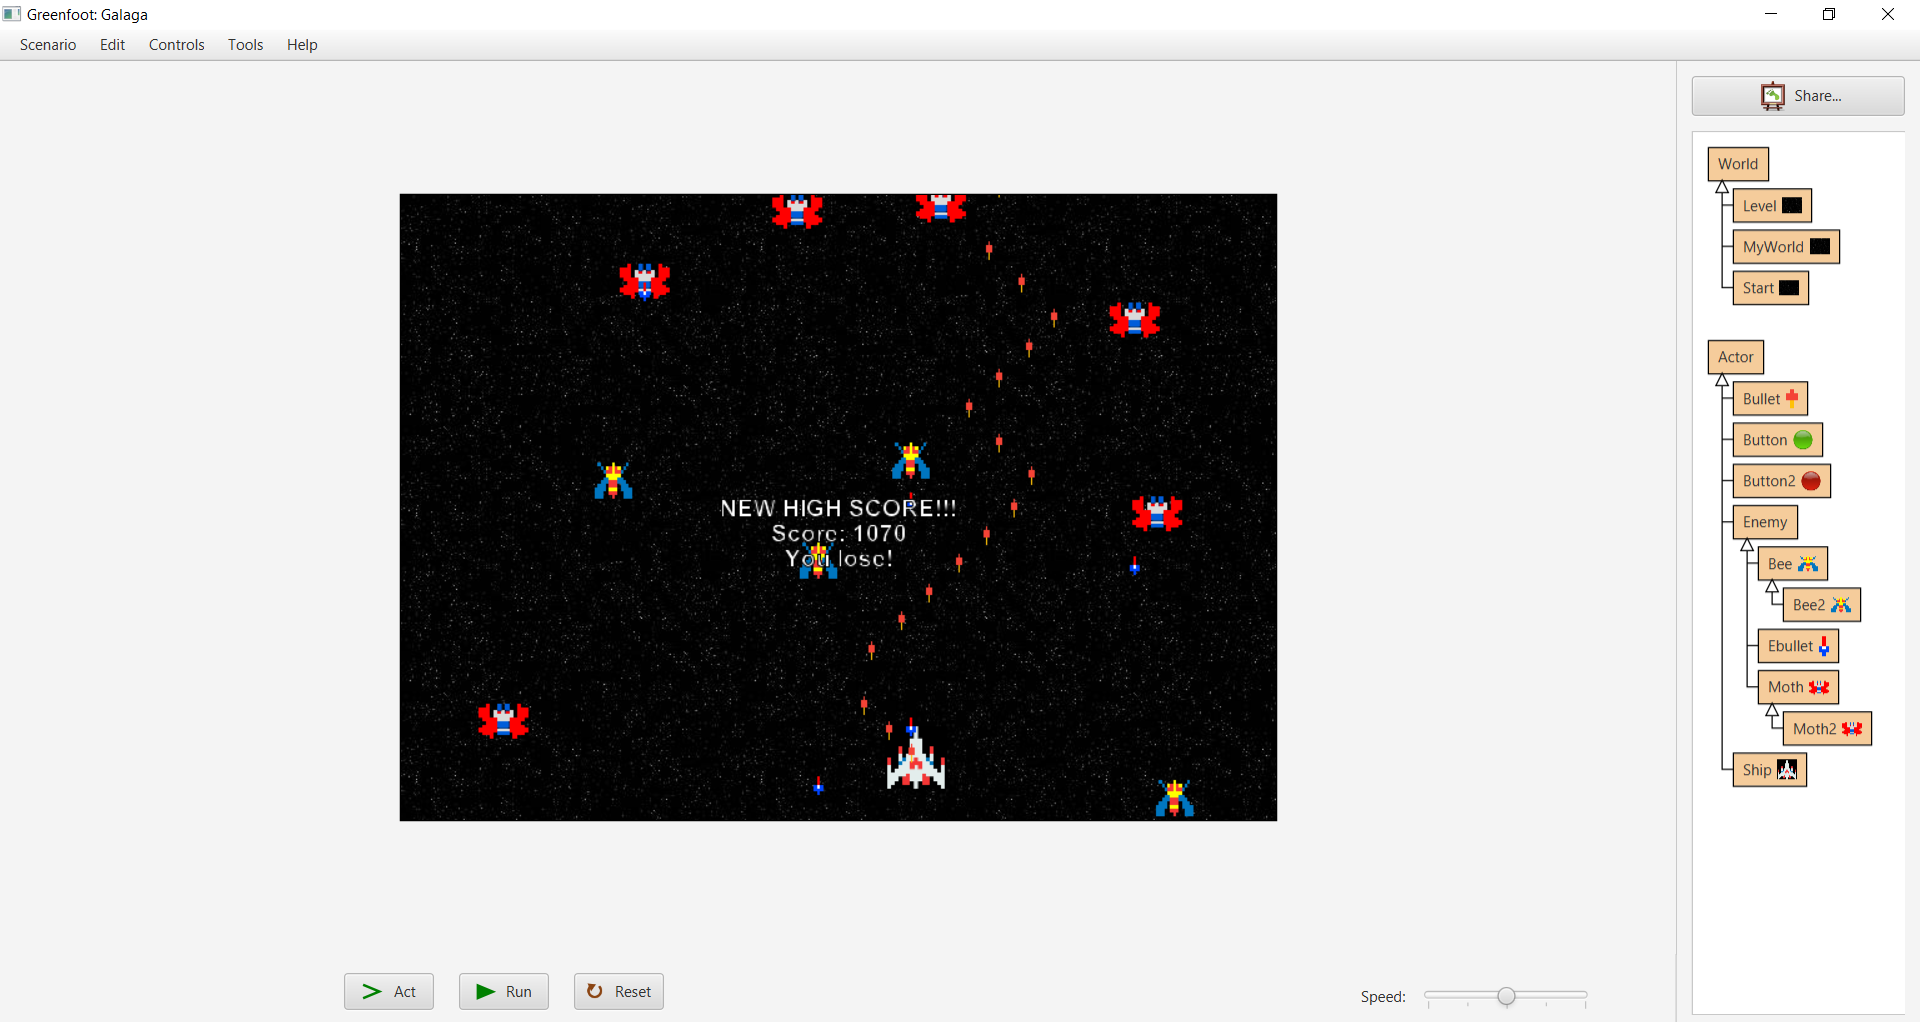 Greenfoot: Galaga
Scenario Edit Controls Tools Help
Share...
World
Level
MyWorld
Start
Actor
Bullet
Button
Button2
Enemy
Bee
Bee2
Ebullet
Moth
Moth2
Ship
NEW HIGH SCORE!!!
Score: 1070
You lose!
Act Run Reset Speed: